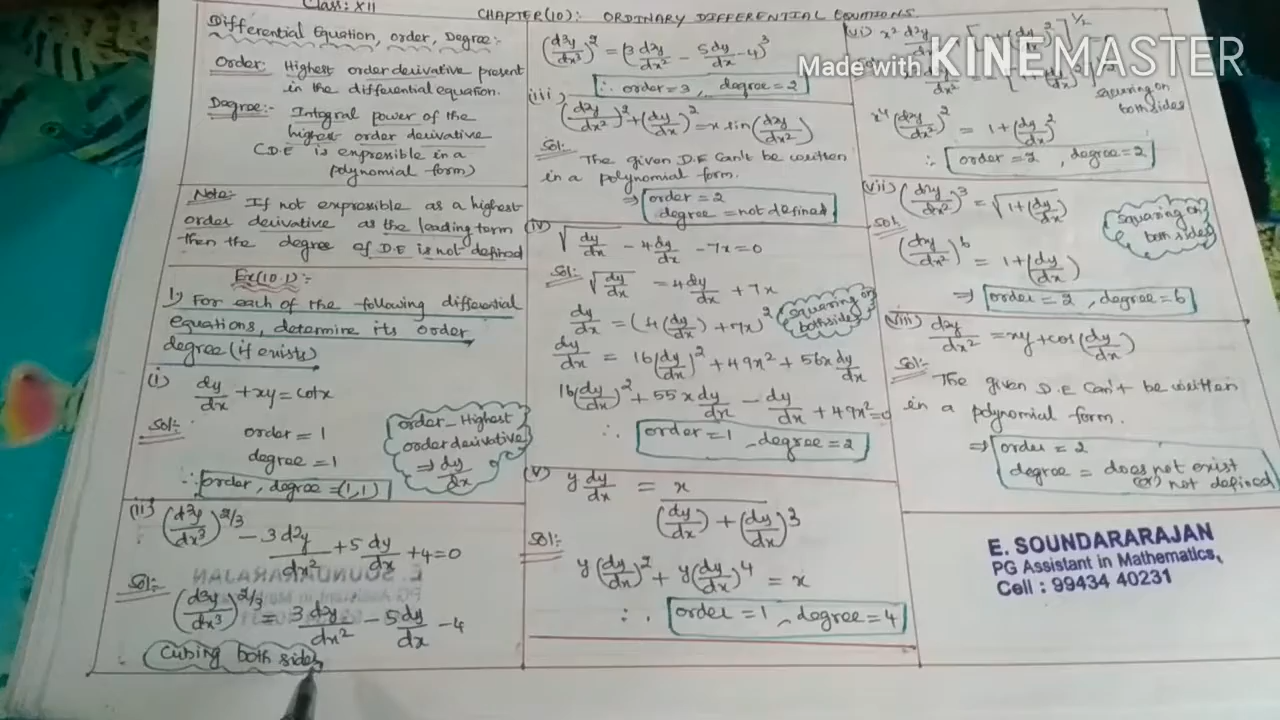 Class: XII
CHAPTER(10): ORDINARY DIFFERENTIAL EQUATIONS
Differential Equation, order, Degree:-
Order: Highest order derivative present
in the differential equation.
Degree:- Integral power of the
highest order derivative
(D.E is expressible in a
polynomial form)
Note:- If not expressible as a highest
order derivative as the leading term
then the degree of D.E is not defined
Ex(10.1):-
1) For each of the following differential
equations, determine its order
degree (if exists)
(i) dy/dx + xy = cotx
Sol:- order = 1
degree = 1
∴ order, degree = (1,1)
order - Highest
order derivative
⇒ dy/dx
(ii) (d³y/dx³)^2/3 - 3 d²y/dx² + 5 dy/dx + 4 = 0
Sol:- (d³y/dx³)^2/3 = 3 d²y/dx² - 5 dy/dx - 4
Cubing both sides,
(d³y/dx³)² = (3 d²y/dx² - 5 dy/dx - 4)³
∴ order = 3, degree = 2
(iii) (d²y/dx²)² + (dy/dx)² = x sin(d²y/dx²)
Sol:- The given D.E Can't be written
in a polynomial form.
⇒ order = 2
degree = not defined
(iv) √dy/dx - 4 dy/dx - 7x = 0
Sol:- √dy/dx = 4 dy/dx + 7x
dy/dx = (4(dy/dx) + 7x)²
squaring on
both sides
dy/dx = 16(dy/dx)² + 49x² + 56x dy/dx
16(dy/dx)² + 55x dy/dx - dy/dx + 49x² = 0
∴ order = 1, degree = 2
(v) y dy/dx = x / (dy/dx) + (dy/dx)³
Sol:- y(dy/dx)² + y(dy/dx)⁴ = x
∴ order = 1, degree = 4
(vi) x² d²y
Made with KINEMASTER
squaring on
both sides
x⁴(d²y/dx²)² = 1 + (dy/dx)²
∴ order = 2, degree = 2
(vii) (d²y/dx²)³ = √1 + (dy/dx)
squaring on
both sides
Sol:- (d²y/dx²)⁶ = 1 + (dy/dx)
⇒ order = 2, degree = 6
(viii) d²y/dx² = xy + cos(dy/dx)
Sol:- The given D.E Can't be written
in a polynomial form.
⇒ order = 2
degree = does not exist
(or) not defined
E. SOUNDARARAJAN
PG Assistant in Mathematics,
Cell : 99434 40231